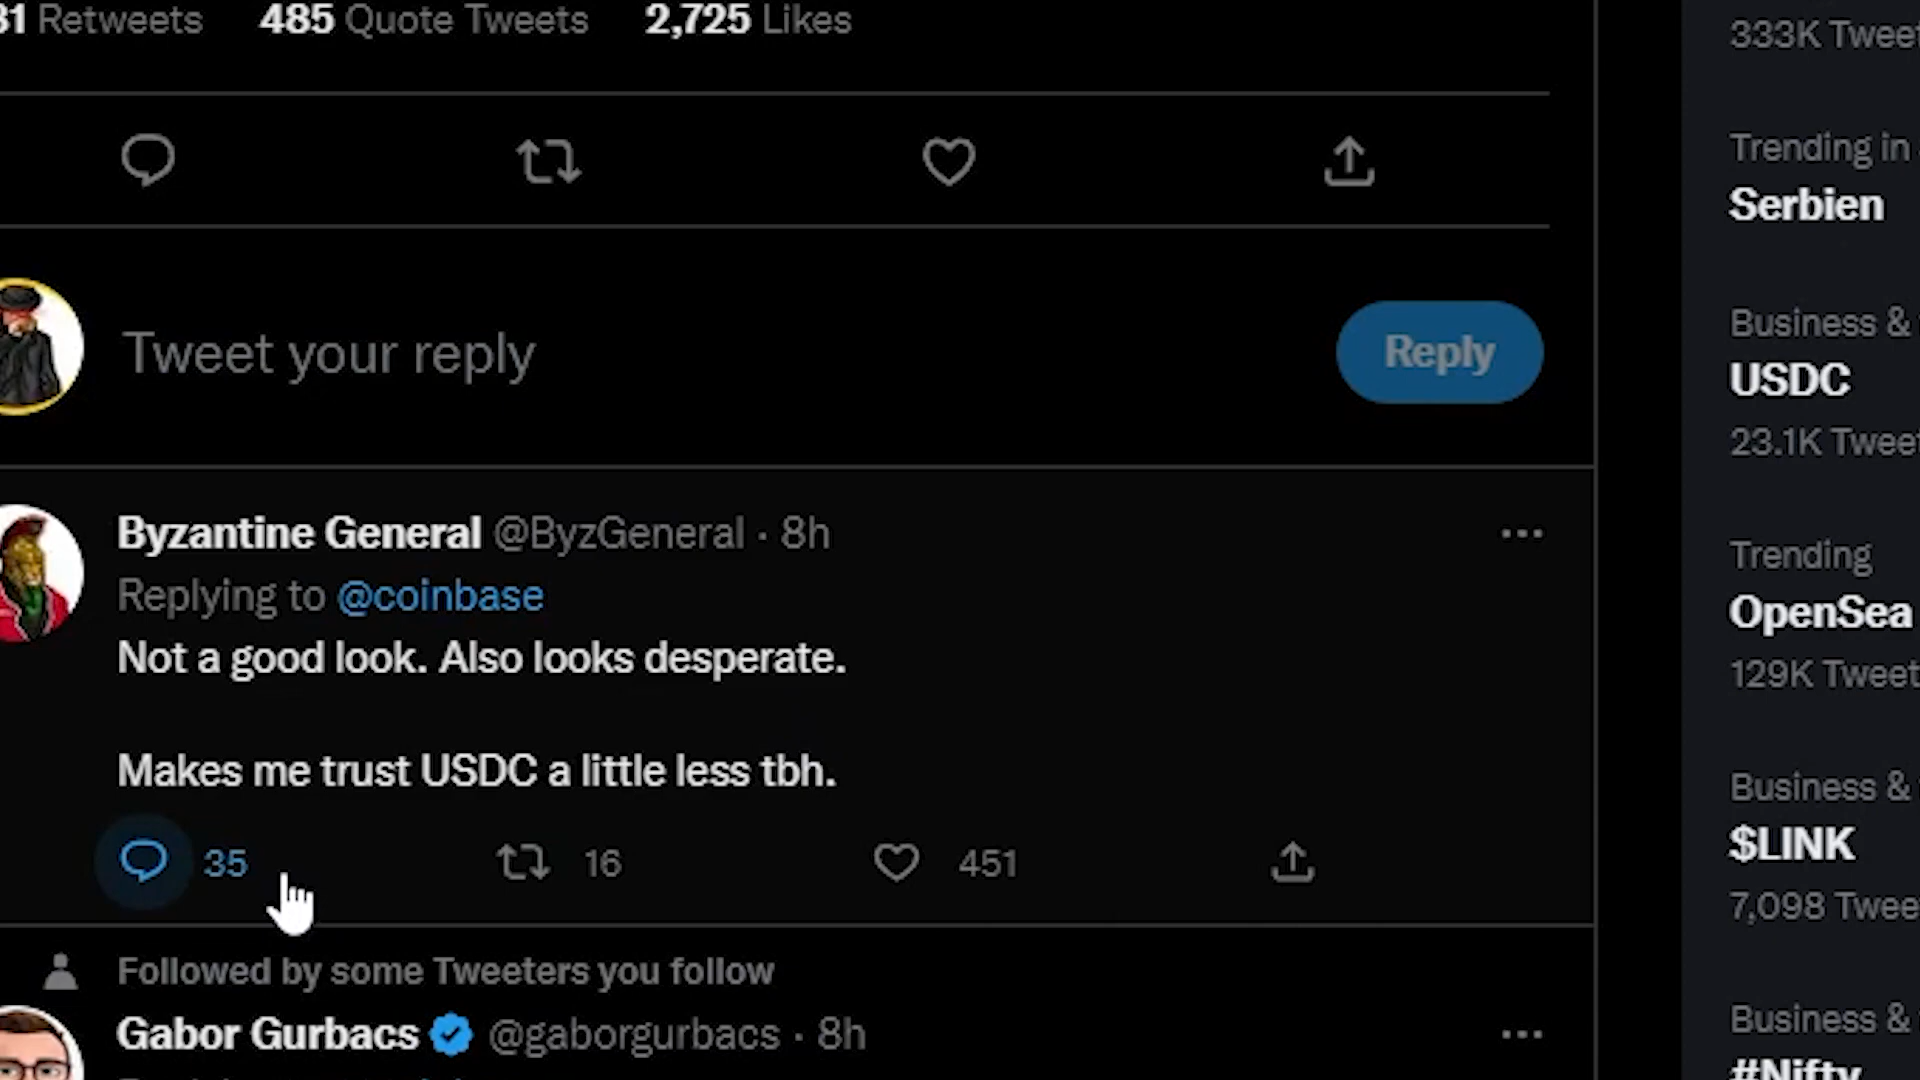 31 Retweets 485 Quote Tweets 2,725 Likes
Tweet your reply
Reply
Byzantine General @ByzGeneral · 8h
Replying to @coinbase
Not a good look. Also looks desperate.
Makes me trust USDC a little less tbh.
35 16 451
Followed by some Tweeters you follow
Gabor Gurbacs @gaborgurbacs · 8h
333K Tweet
Trending in
Serbien
Business &
USDC
23.1K Tweet
Trending
OpenSea
129K Tweet
Business &
$LINK
7,098 Twee
Business &
#Nifty